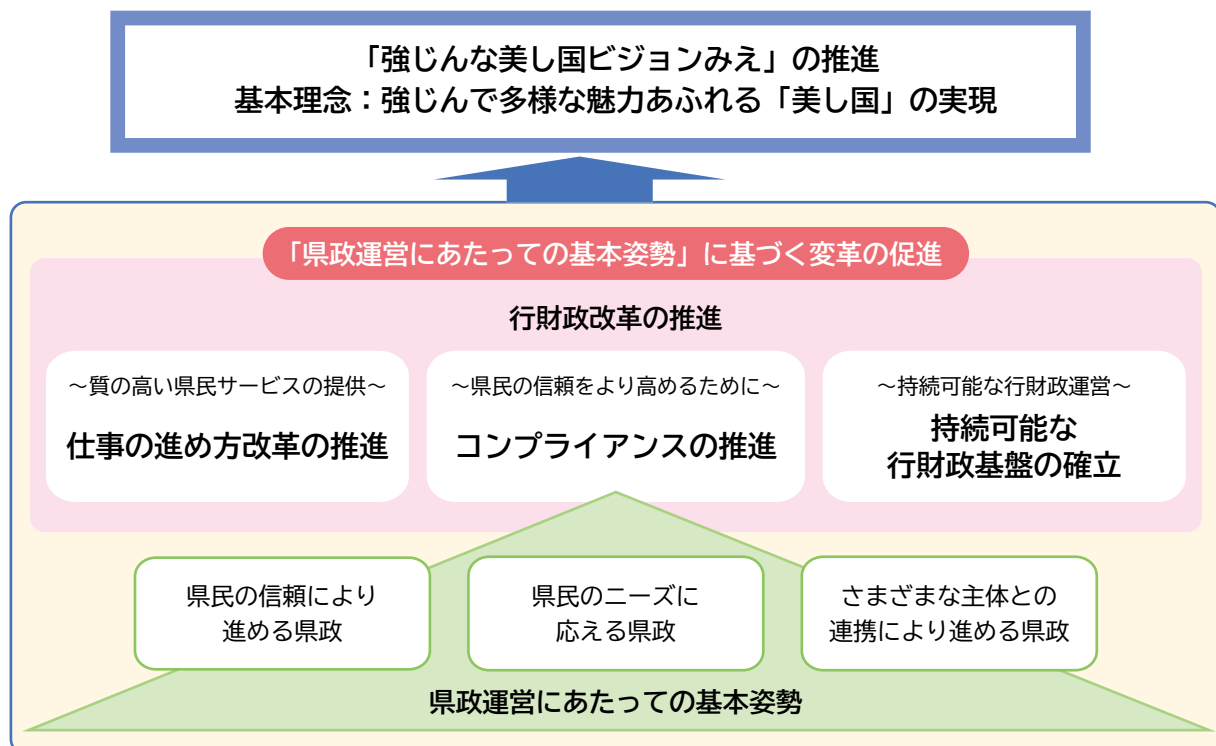 「強じんな美し国ビジョンみえ」の推進
基本理念：強じんで多様な魅力あふれる「美し国」の実現
「県政運営にあたっての基本姿勢」に基づく変革の促進
行財政改革の推進
～質の高い県民サービスの提供～
仕事の進め方改革の推進
～県民の信頼をより高めるために～
コンプライアンスの推進
～持続可能な行財政運営～
持続可能な
行財政基盤の確立
県民の信頼により
進める県政
県民のニーズに
応える県政
さまざまな主体との
連携により進める県政
県政運営にあたっての基本姿勢